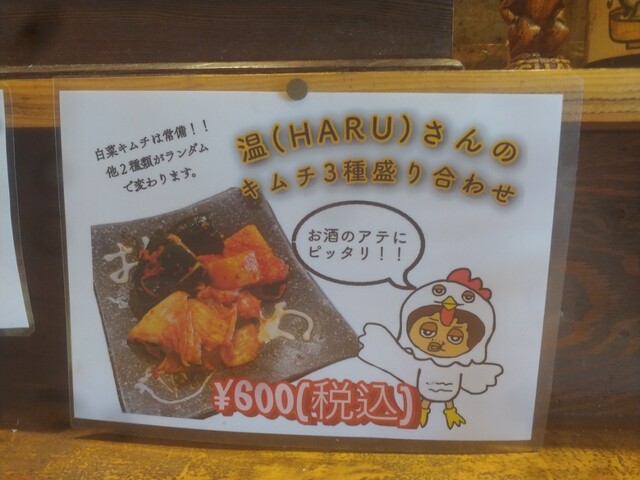 白菜キムチは常備!!
他2種類がランダム
で変わります。
温(HARU)さんの
キムチ3種盛り合わせ
お酒のアテに
ピッタリ!!
¥600(税込)